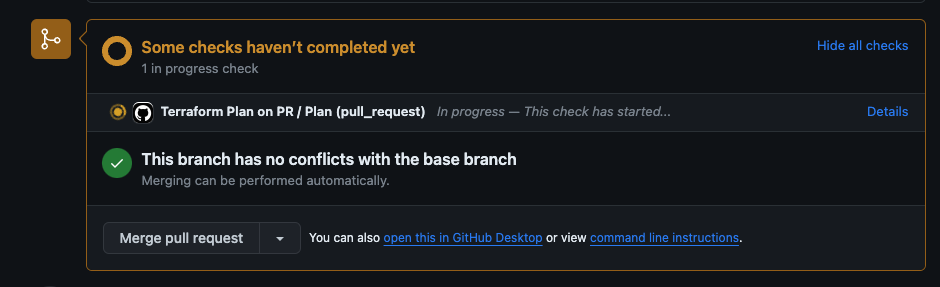 Some checks haven’t completed yet
Hide all checks
1 in progress check
Terraform Plan on PR / Plan (pull_request) In progress — This check has started...
Details
This branch has no conflicts with the base branch
Merging can be performed automatically.
Merge pull request
You can also open this in GitHub Desktop or view command line instructions.